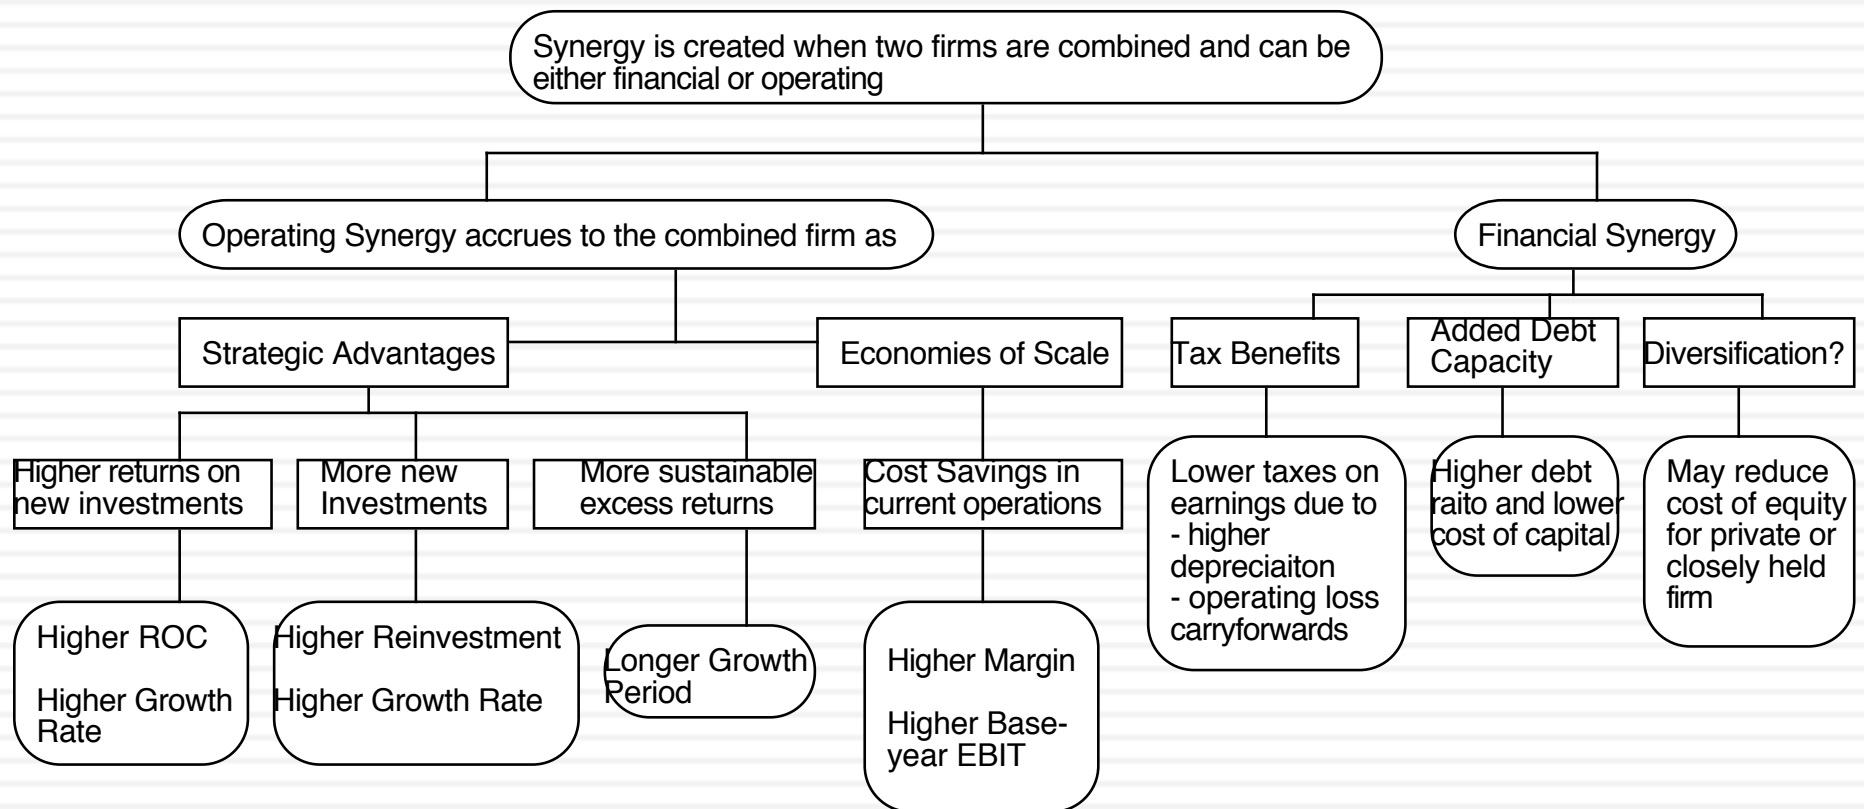 Synergy is created when two firms are combined and can be
either financial or operating
Operating Synergy accrues to the combined firm as
Financial Synergy
Strategic Advantages
Economies of Scale
Tax Benefits
Added Debt
Capacity
Diversification?
Higher returns on
new investments
More new
Investments
More sustainable
excess returns
Cost Savings in
current operations
Lower taxes on
earnings due to
- higher
depreciaiton
- operating loss
carryforwards
Higher debt
raito and lower
cost of capital
May reduce
cost of equity
for private or
closely held
firm
Higher ROC
Higher Growth
Rate
Higher Reinvestment
Higher Growth Rate
Longer Growth
Period
Higher Margin
Higher Base-
year EBIT